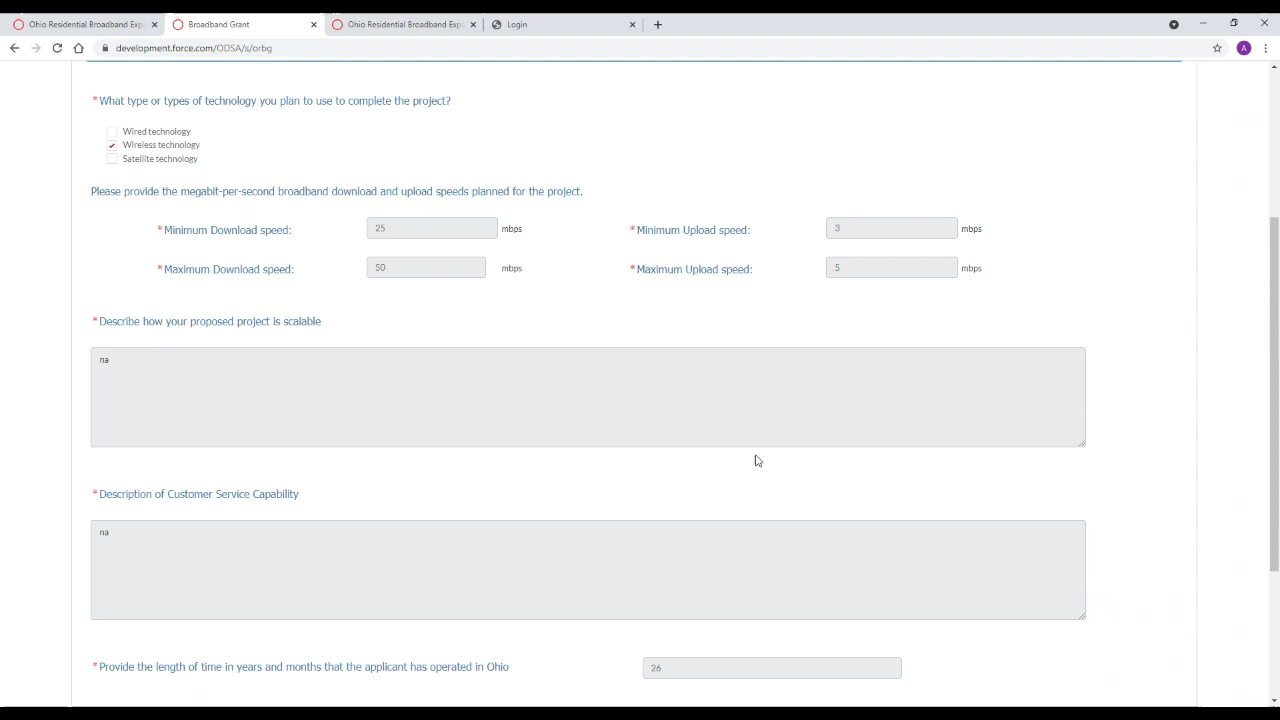 Ohio Residential Broadband Expa
Broadband Grant
Ohio Residential Broadband Expa
Login
development.force.com/ODSA/s/orbg
A
*What type or types of technology you plan to use to complete the project?
Wired technology
Wireless technology
Satellite technology
Please provide the megabit-per-second broadband download and upload speeds planned for the project.
*Minimum Download speed: 25 mbps *Minimum Upload speed: 3 mbps
*Maximum Download speed: 50 mbps *Maximum Upload speed: 5 mbps
*Describe how your proposed project is scalable
na
*Description of Customer Service Capability
na
*Provide the length of time in years and months that the applicant has operated in Ohio 26